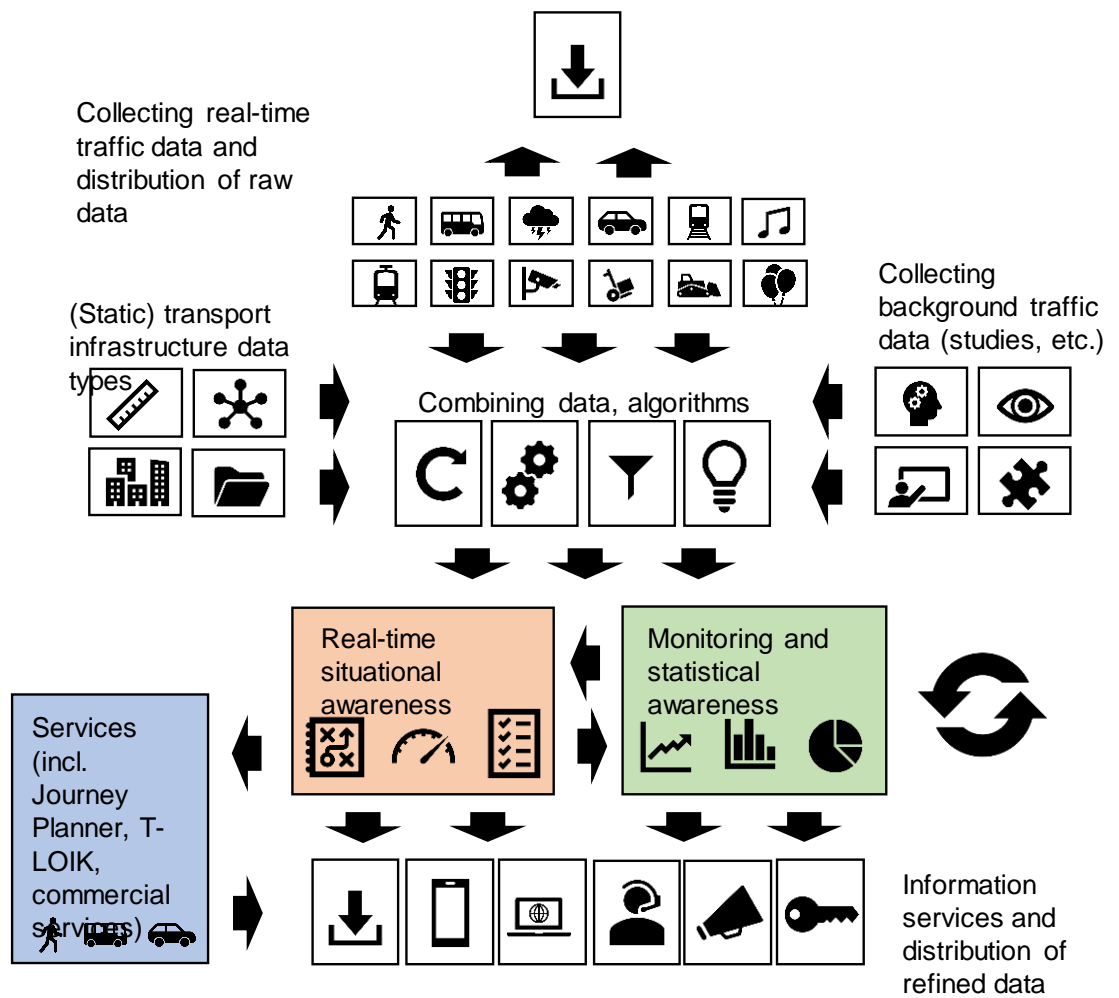 Collecting real-time
traffic data and
distribution of raw
data
(Static) transport
infrastructure data
types
Collecting
background traffic
data (studies, etc.)
Combining data, algorithms
Real-time
situational
awareness
Monitoring and
statistical
awareness
Services
(incl.
Journey
Planner, T-
LOIK,
commercial
services)
Information
services and
distribution of
refined data